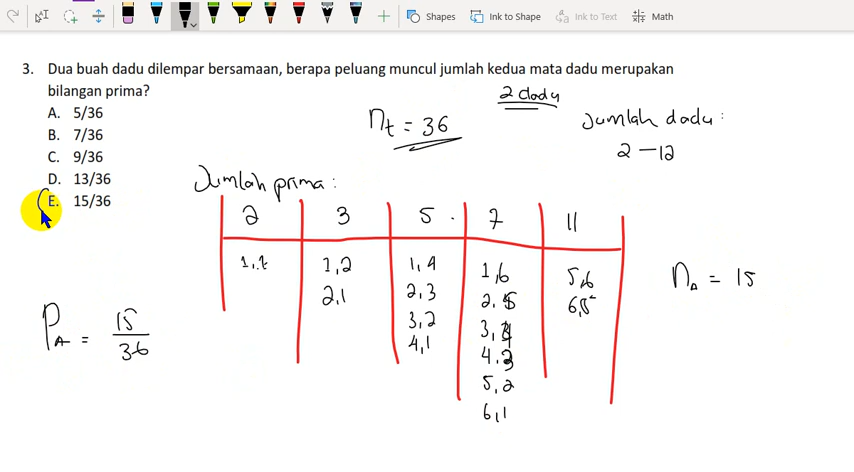 Shapes
Ink to Shape
Ink to Text
Math
3. Dua buah dadu dilempar bersamaan, berapa peluang muncul jumlah kedua mata dadu merupakan
bilangan prima?
A. 5/36
B. 7/36
C. 9/36
D. 13/36
E. 15/36
2 dadu
nt = 36
Jumlah dadu :
2 – 12
Jumlah prima :
2 3 5 7 11
1,1 1,2 1,4 1,6 5,6
2,1 2,3 2,5 6,5
3,2 3,4
4,1 4,3
5,2
6,1
nA = 15
PA = 15
36